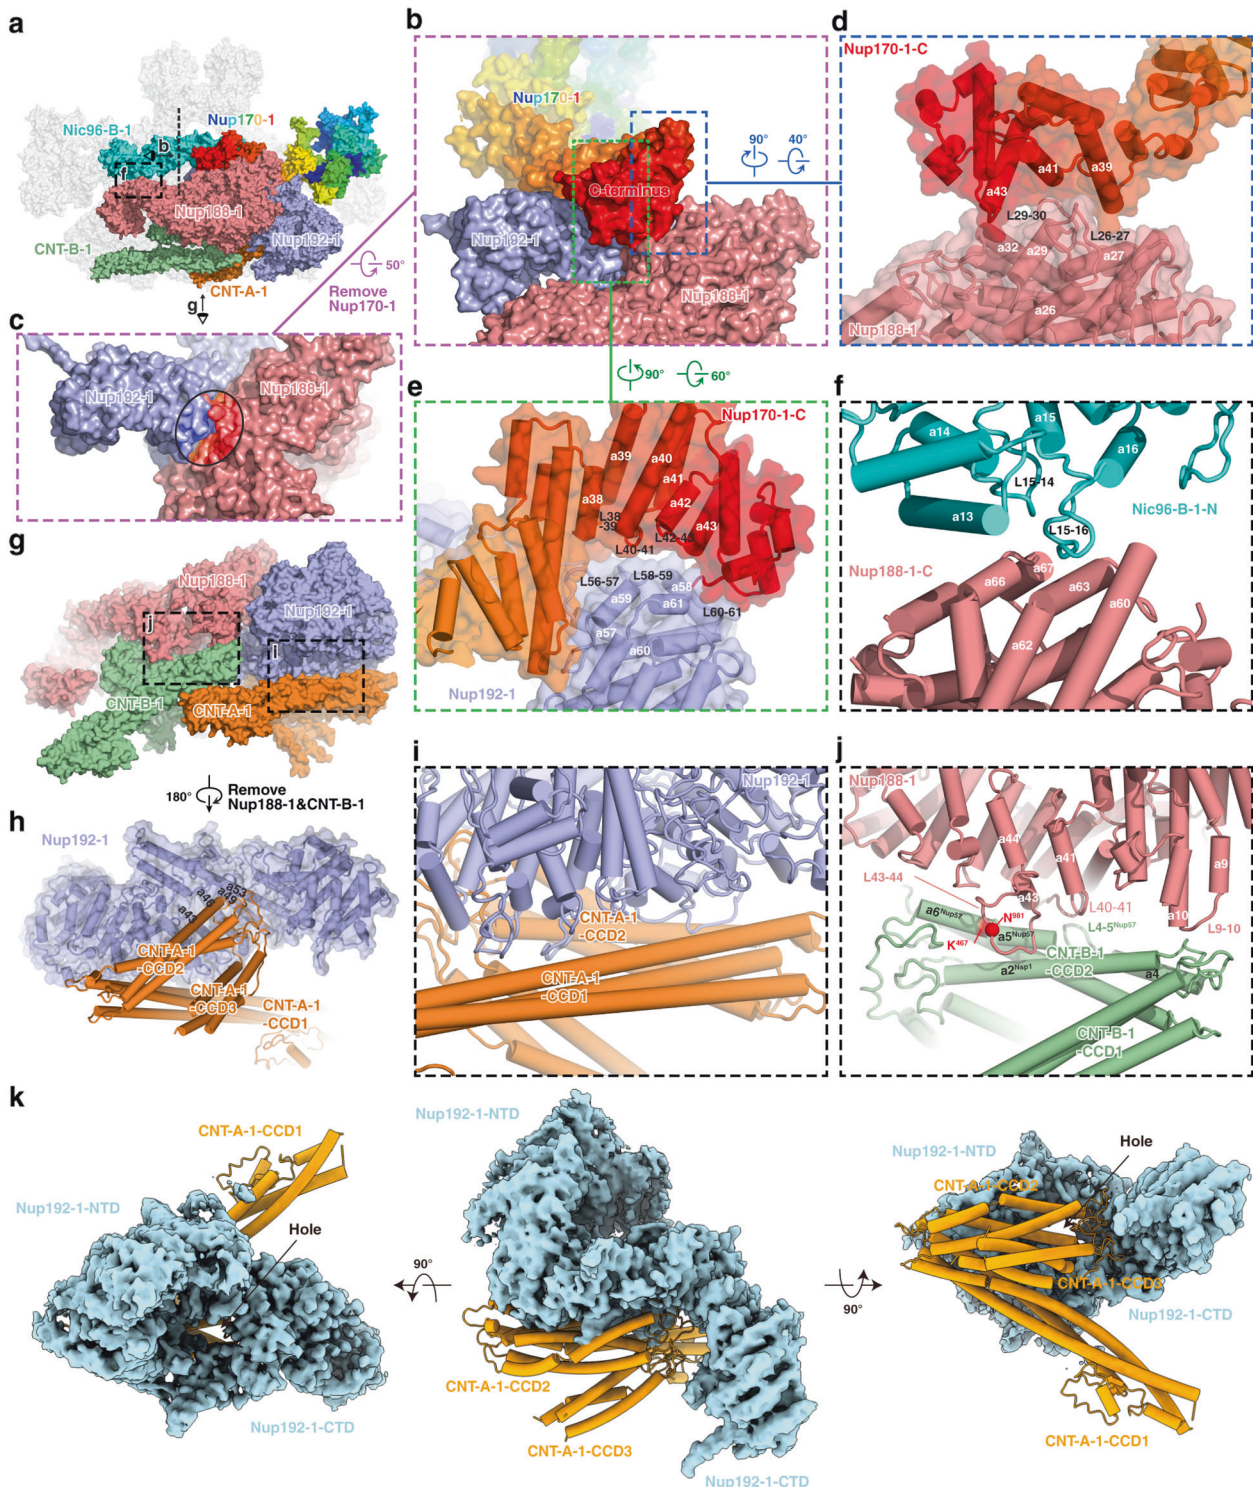 a
Nic96-B-1
Nup170-1
b
f
Nup188-1
CNT-B-1
Nup192-1
CNT-A-1
g
50°
Remove
Nup170-1
b
Nup170-1
C-terminus
Nup192-1
Nup188-1
90°
40°
90°
60°
c
Nup192-1
Nup188-1
d
Nup170-1-C
a41
a39
a43
L29-30
L26-27
a32
a29
a27
a26
Nup188-1
e
Nup170-1-C
a39
a40
a41
a38
a42
L38
-39
L42-43
a43
L40-41
L56-57
L58-59
a58
a59
a61
L60-61
a57
a60
Nup192-1
f
a15
a14
a16
L15-14
a13
L15-16
Nic96-B-1-N
Nup188-1-C
a67
a66
a63
a60
a62
g
Nup188-1
Nup192-1
j
i
CNT-B-1
CNT-A-1
180°
Remove
Nup188-1&CNT-B-1
h
Nup192-1
a53
a49
a46
a43
CNT-A-1
-CCD2
CNT-A-1
-CCD3
CNT-A-1
-CCD1
i
Nup192-1
CNT-A-1
-CCD2
CNT-A-1
-CCD1
j
Nup188-1
a44
a41
a9
L43-44
a43
L40-41
a10
a6Nup57
N981
L4-5Nup57
L9-10
a5Nup57
K467
CNT-B-1
-CCD2
a2Nsp1
a4
CNT-B-1
-CCD1
k
CNT-A-1-CCD1
Nup192-1-NTD
Hole
Nup192-1-CTD
90°
Nup192-1-NTD
CNT-A-1-CCD2
CNT-A-1-CCD3
Nup192-1-CTD
90°
Nup192-1-NTD
Hole
CNT-A-1-CCD2
CNT-A-1-CCD3
Nup192-1-CTD
CNT-A-1-CCD1